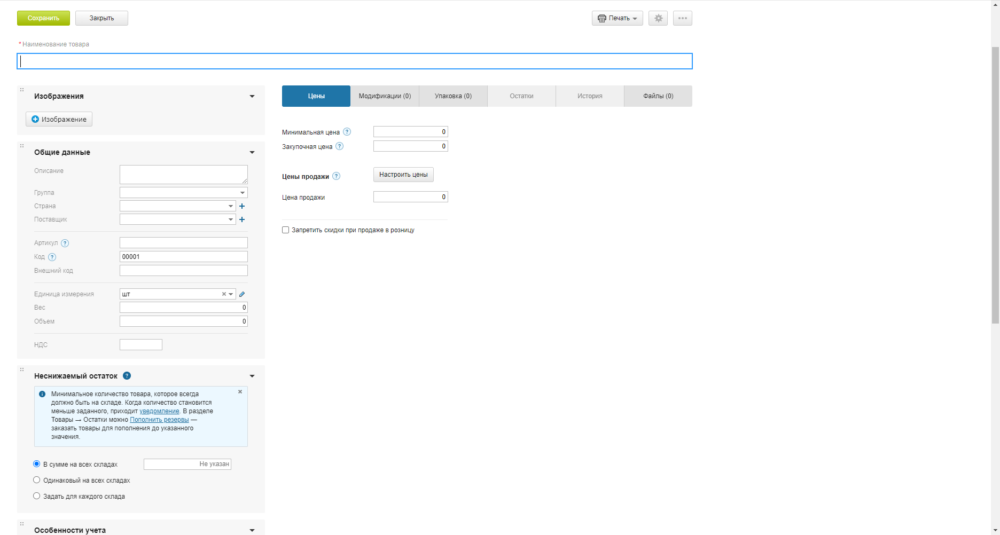 Сохранить
Закрыть
Печать
* Наименование товара
Изображения
Изображение
Общие данные
Описание
Группа
Страна
Поставщик
Артикул ?
Код ? 00001
Внешний код
Единица измерения шт
Вес 0
Объем 0
НДС
Неснижаемый остаток ?
Минимальное количество товара, которое всегда
должно быть на складе. Когда количество становится
меньше заданного, приходит уведомление. В разделе
Товары → Остатки можно Пополнить резервы —
заказать товары для пополнения до указанного
значения.
В сумме на всех складах Не указан
Одинаковый на всех складах
Задать для каждого склада
Особенности учета
Цены
Модификации (0)
Упаковка (0)
Остатки
История
Файлы (0)
Минимальная цена ? 0
Закупочная цена ? 0
Цены продажи ? Настроить цены
Цена продажи 0
Запретить скидки при продаже в розницу